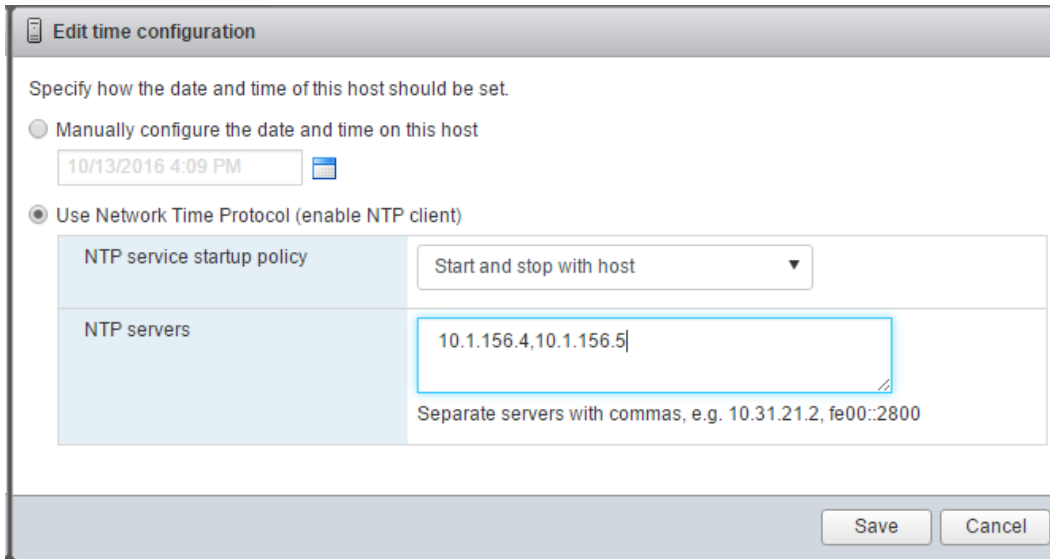 Edit time configuration
Specify how the date and time of this host should be set.
Manually configure the date and time on this host
10/13/2016 4:09 PM
Use Network Time Protocol (enable NTP client)
NTP service startup policy
Start and stop with host
NTP servers
10.1.156.4,10.1.156.5
Separate servers with commas, e.g. 10.31.21.2, fe00::2800
Save Cancel